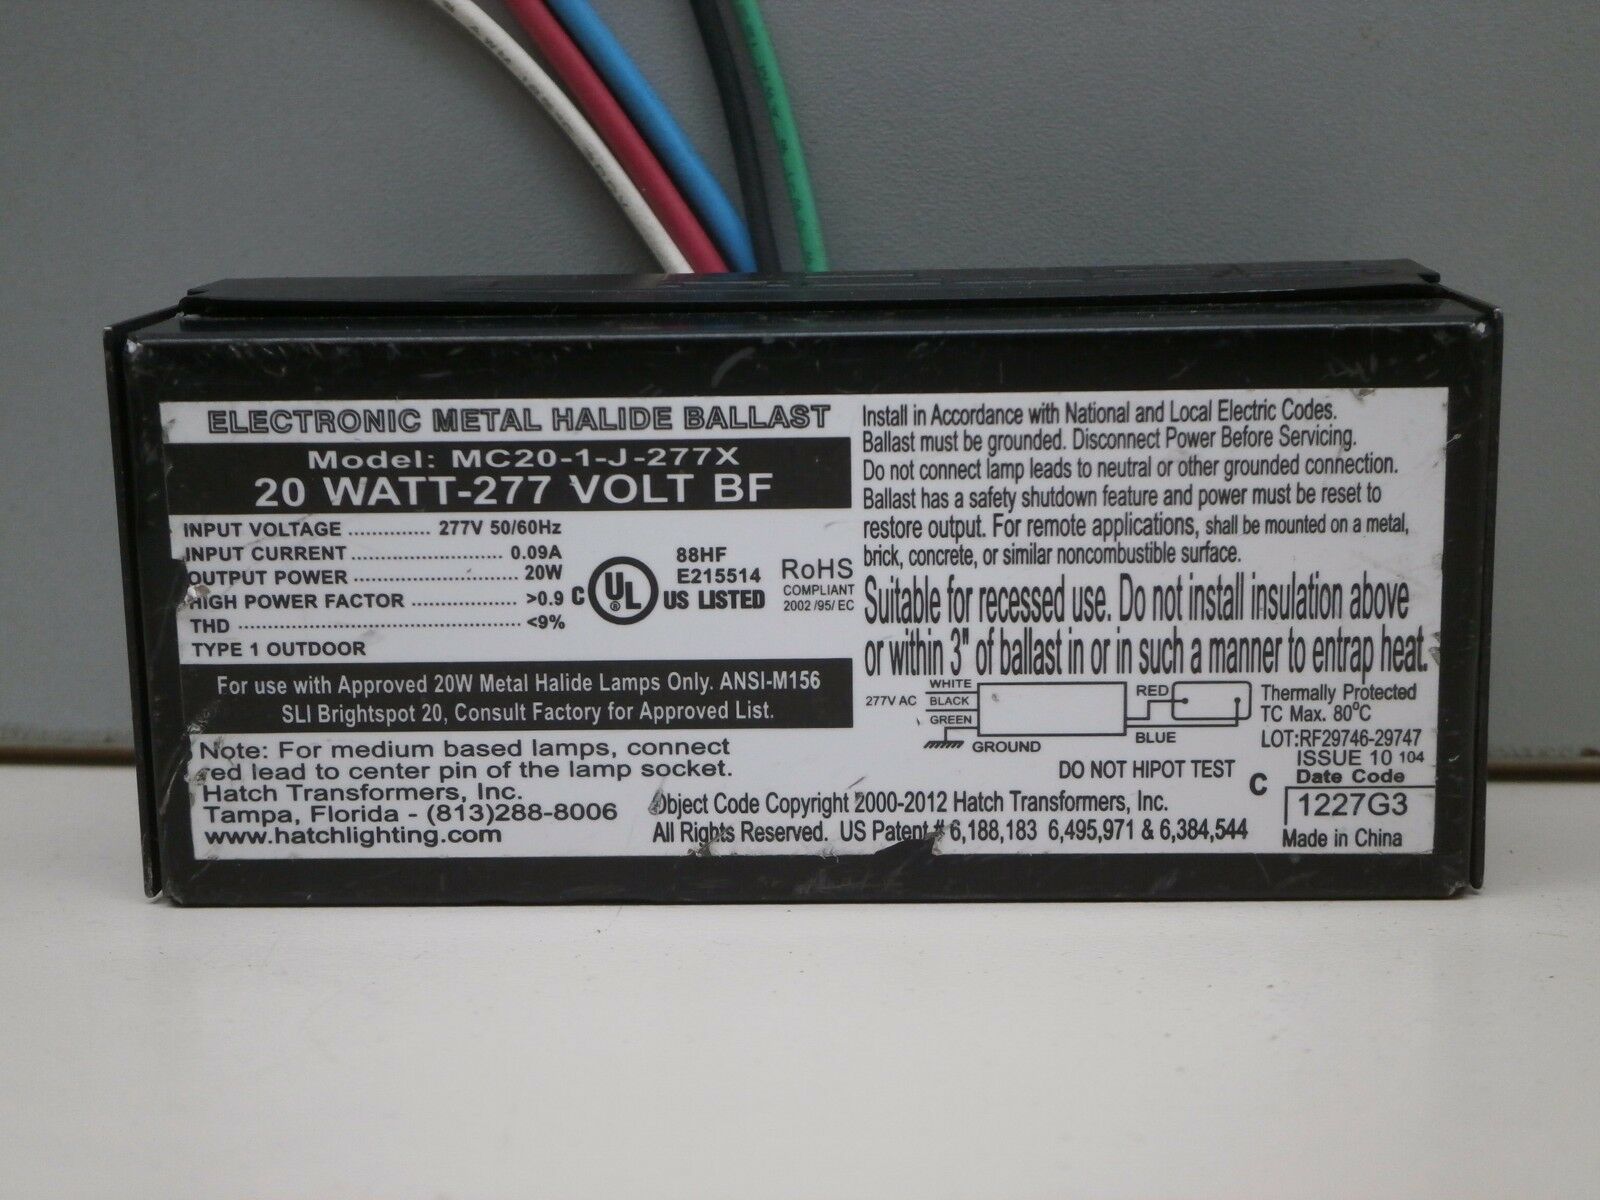 ELECTRONIC METAL HALIDE BALLAST
Model: MC20-1-J-277X
20 WATT-277 VOLT BF
INPUT VOLTAGE .............. 277V 50/60Hz
INPUT CURRENT ........................ 0.09A
OUTPUT POWER ......................... 20W
HIGH POWER FACTOR ................ >0.9
THD ............................................ <9%
TYPE 1 OUTDOOR
C UL ®
88HF
E215514
US LISTED
RoHS
COMPLIANT
2002 /95/ EC
For use with Approved 20W Metal Halide Lamps Only. ANSI-M156
SLI Brightspot 20, Consult Factory for Approved List.
Note: For medium based lamps, connect
red lead to center pin of the lamp socket.
Hatch Transformers, Inc.
Tampa, Florida - (813)288-8006
www.hatchlighting.com
Install in Accordance with National and Local Electric Codes.
Ballast must be grounded. Disconnect Power Before Servicing.
Do not connect lamp leads to neutral or other grounded connection.
Ballast has a safety shutdown feature and power must be reset to
restore output. For remote applications, shall be mounted on a metal,
brick, concrete, or similar noncombustible surface.
Suitable for recessed use. Do not install insulation above
or within 3" of ballast in or in such a manner to entrap heat.
277V AC
WHITE
BLACK
GREEN
GROUND
RED
BLUE
Thermally Protected
TC Max. 80°C
LOT:RF29746-29747
ISSUE 10 104
DO NOT HIPOT TEST
C
Date Code
1227G3
Made in China
Object Code Copyright 2000-2012 Hatch Transformers, Inc.
All Rights Reserved. US Patent # 6,188,183 6,495,971 & 6,384,544